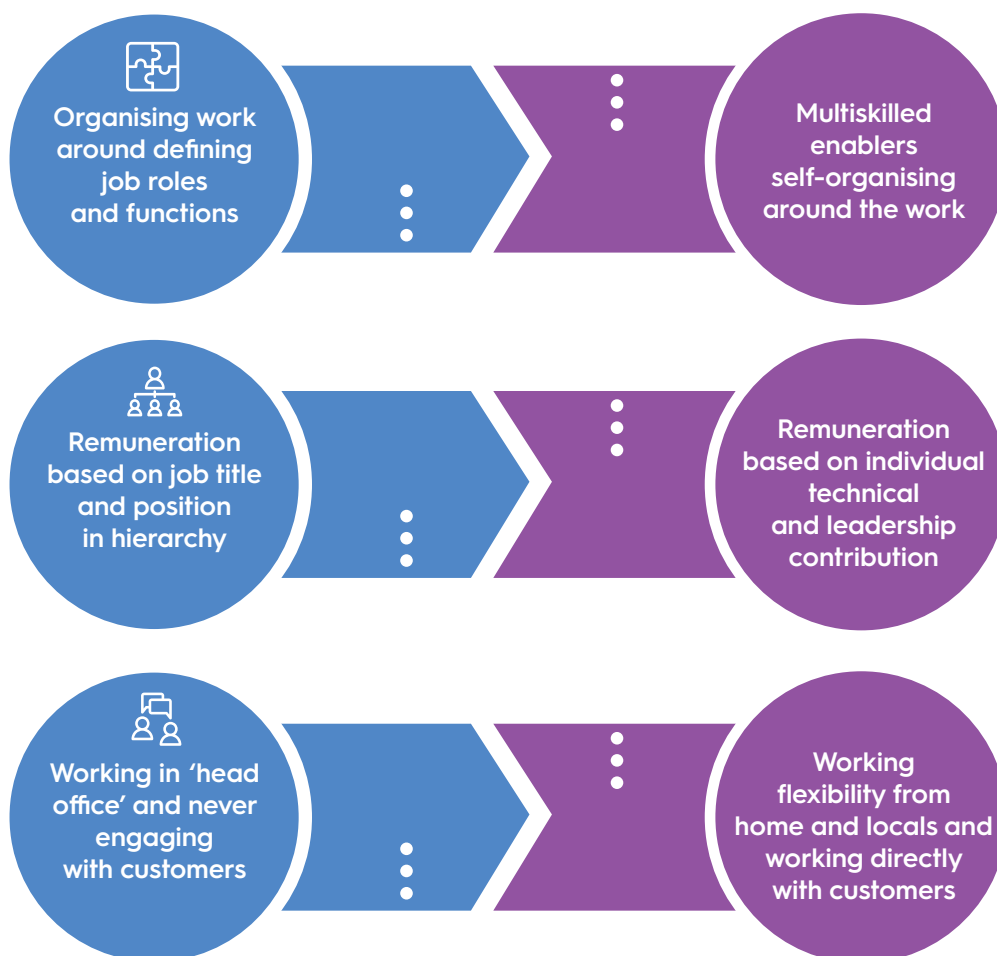 Organising work
around defining
job roles
and functions
Multiskilled
enablers
self-organising
around the work
Remuneration
based on job title
and position
in hierarchy
Remuneration
based on individual
technical
and leadership
contribution
Working in ‘head
office’ and never
engaging
with customers
Working
flexibility from
home and locals and
working directly
with customers